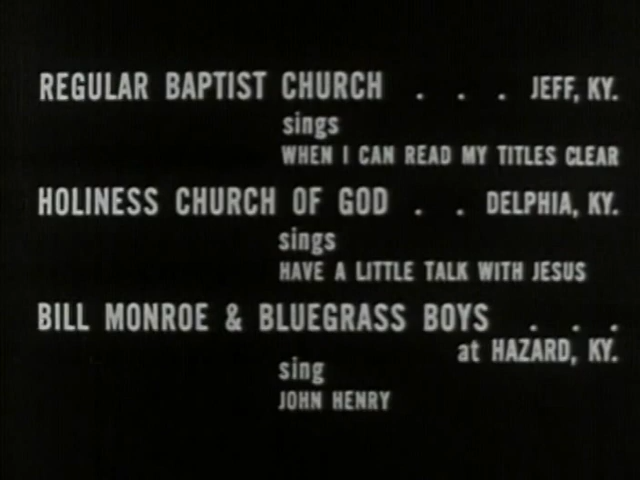 REGULAR BAPTIST CHURCH . . . JEFF, KY.
sings
WHEN I CAN READ MY TITLES CLEAR
HOLINESS CHURCH OF GOD . . DELPHIA, KY.
sings
HAVE A LITTLE TALK WITH JESUS
BILL MONROE & BLUEGRASS BOYS . . .
at HAZARD, KY.
sing
JOHN HENRY